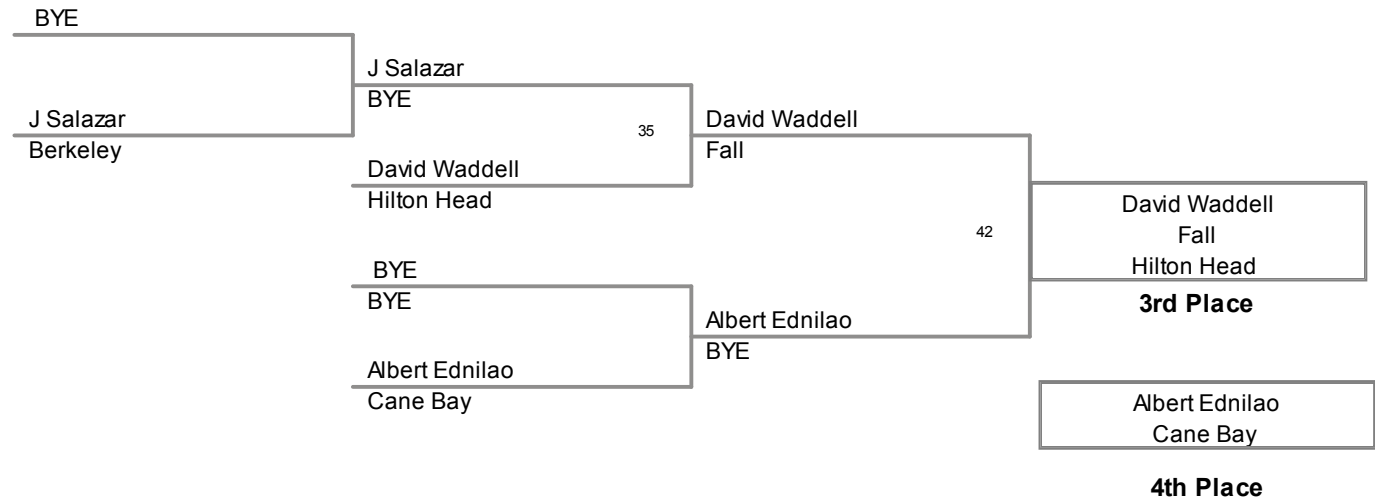 BYE
J Salazar
Berkeley
J Salazar
BYE
35
David Waddell
Hilton Head
BYE
BYE
Albert Ednilao
Cane Bay
David Waddell
Fall
42
Albert Ednilao
BYE
David Waddell
Fall
Hilton Head
3rd Place
Albert Ednilao
Cane Bay
4th Place